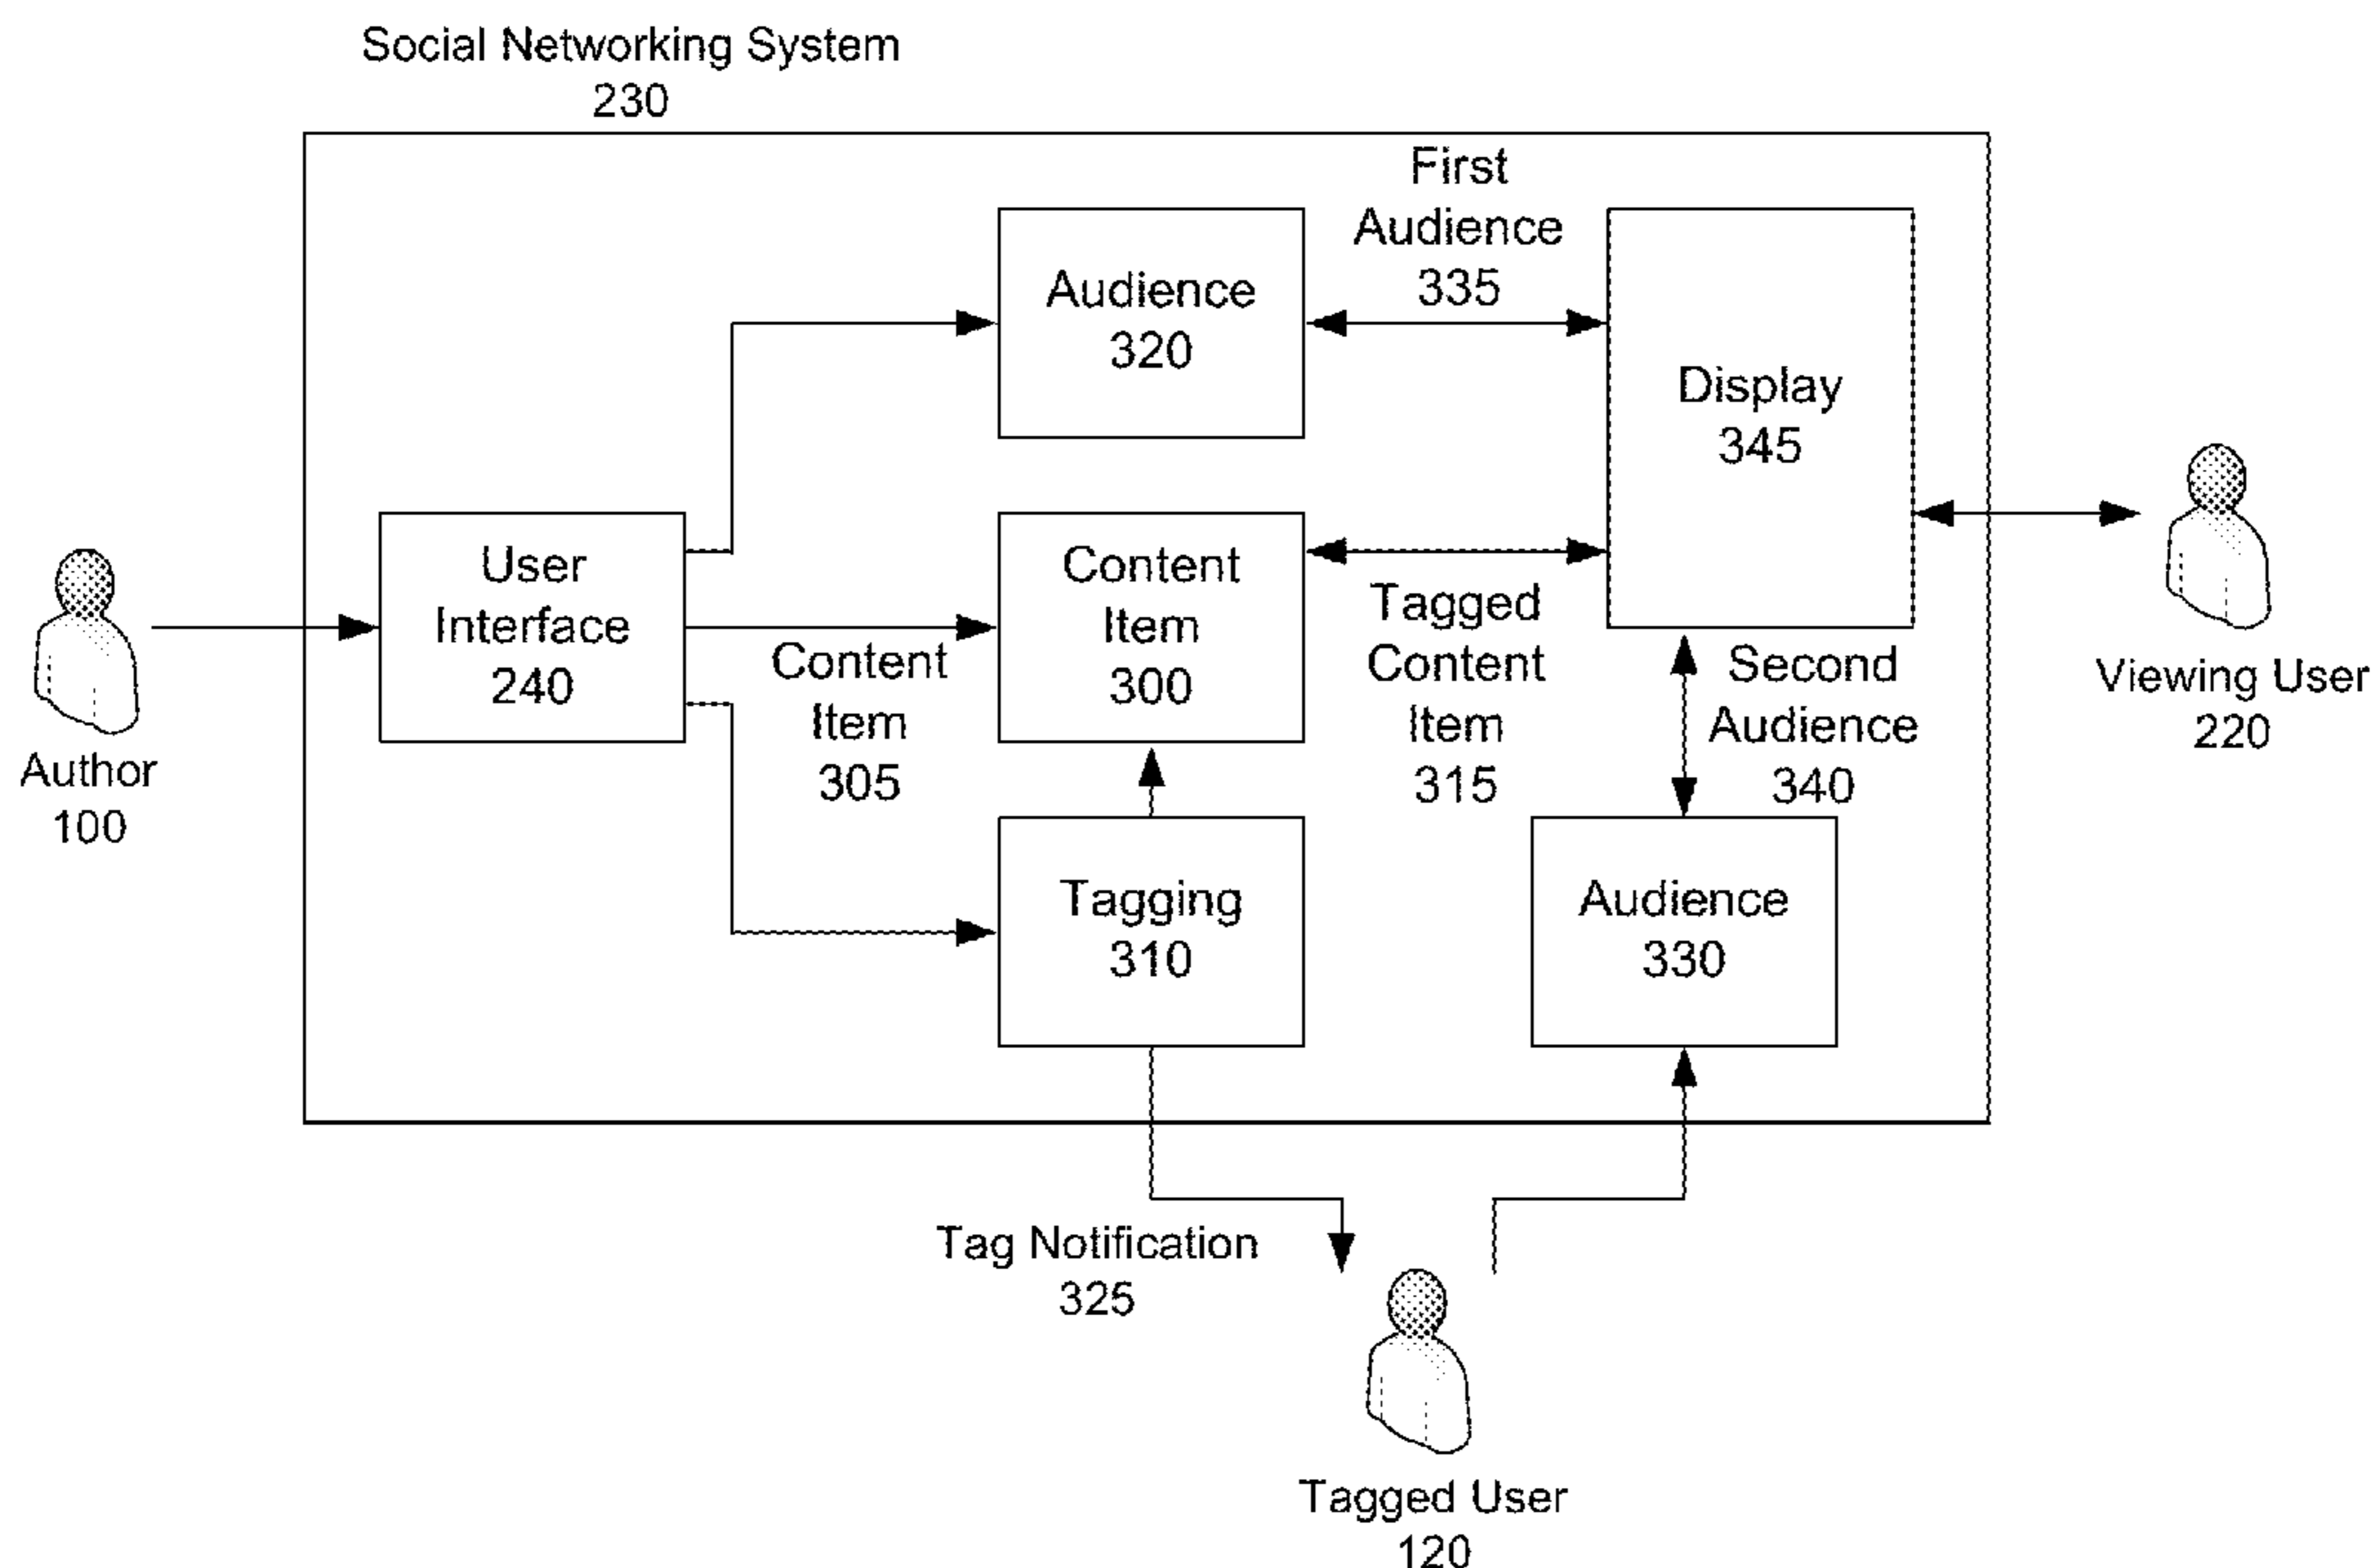 Social Networking System
230
First
Audience
335
Audience
320
Display
345
User
Interface
240
Content
Item
305
Content
Item
300
Tagged
Content
Item
315
Second
Audience
340
Viewing User
220
Author
100
Tagging
310
Audience
330
Tag Notification
325
Tagged User
120